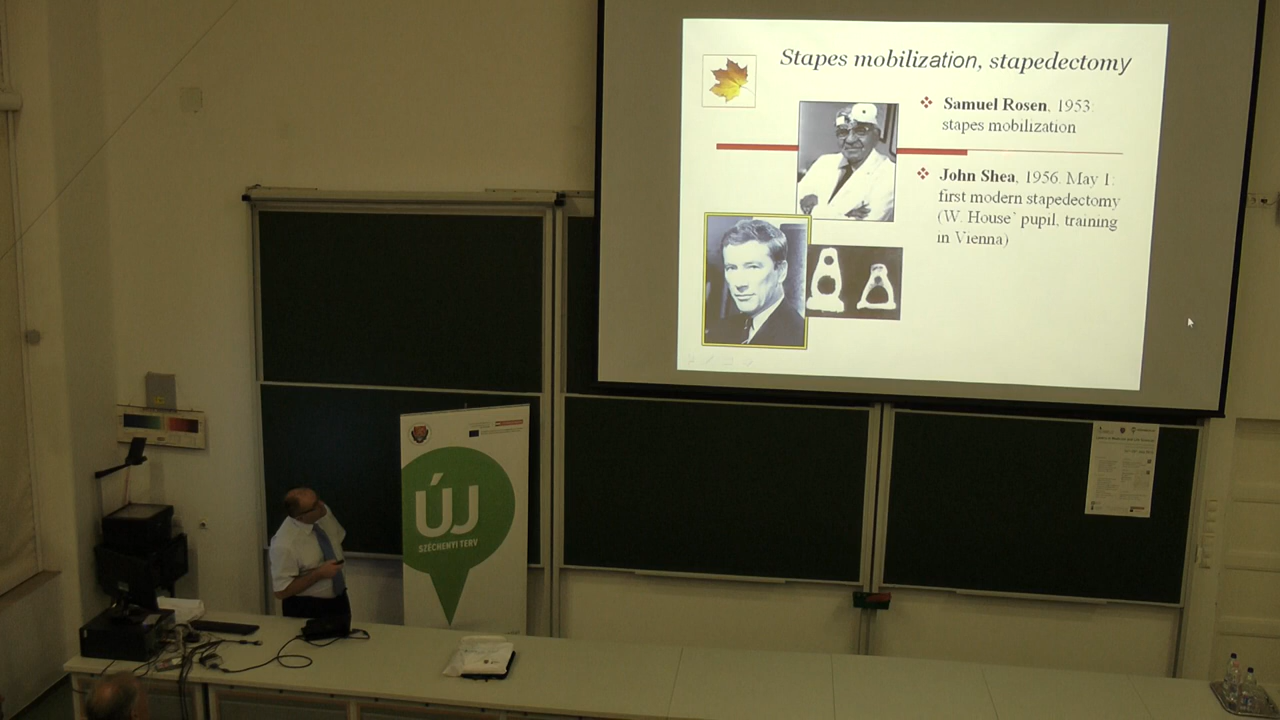 Stapes mobilization, stapedectomy
Samuel Rosen, 1953:
stapes mobilization
John Shea, 1956. May 1:
first modern stapedectomy
(W. House' pupil, training
in Vienna)
ÚJ
SZÉCHENYI TERV